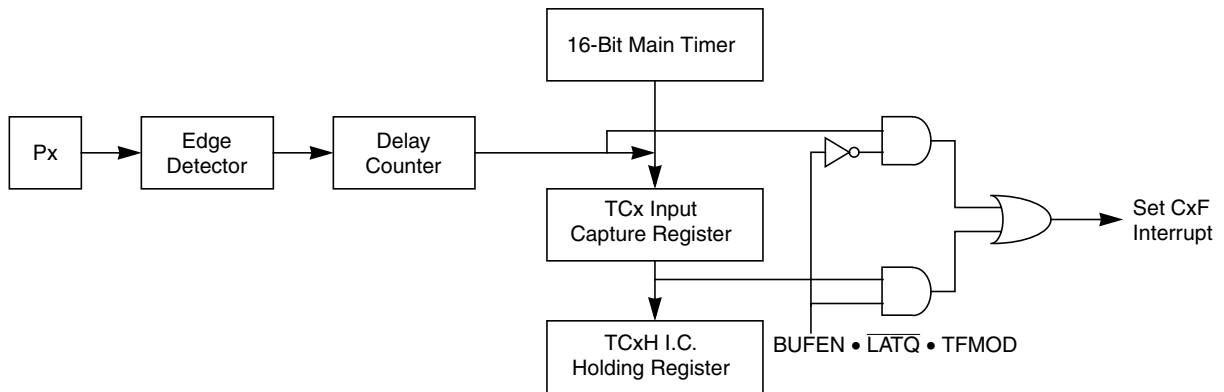 16-Bit Main Timer
Px
Edge
Detector
Delay
Counter
TCx Input
Capture Register
Set CxF
Interrupt
TCxH I.C.
Holding Register
BUFEN • L̅A̅T̅Q̅ • TFMOD